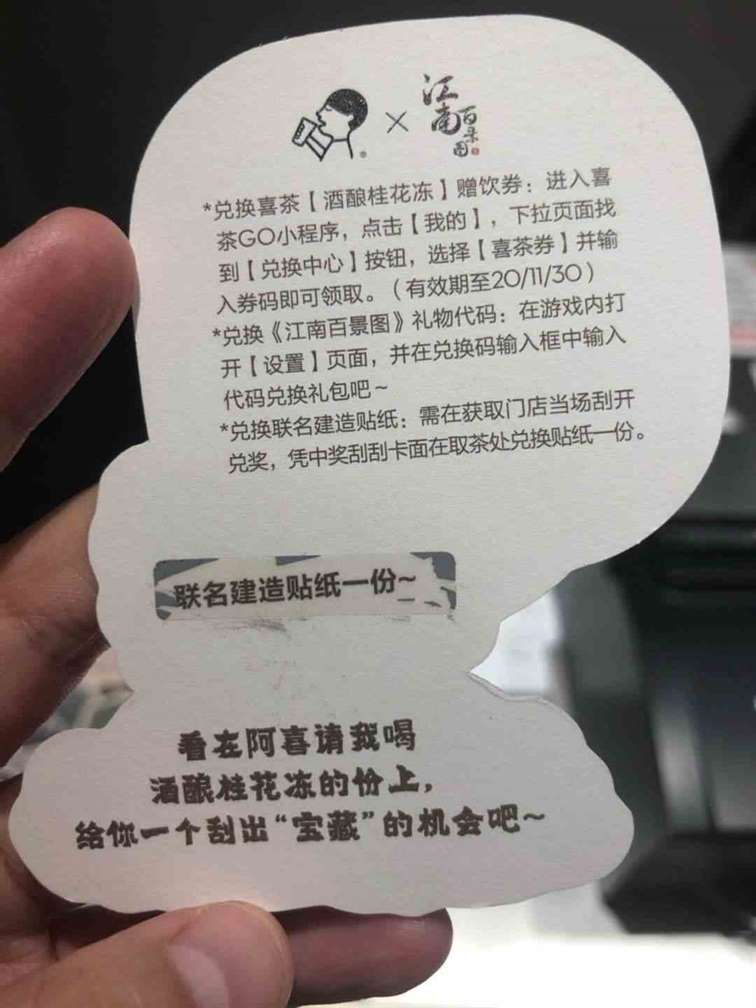 江南百景图
*兑换喜茶【酒酿桂花冻】赠饮券：进入喜
茶GO小程序，点击【我的】，下拉页面找
到【兑换中心】按钮，选择【喜茶券】并输
入券码即可领取。（有效期至20/11/30）
*兑换《江南百景图》礼物代码：在游戏内打
开【设置】页面，并在兑换码输入框中输入
代码兑换礼包吧~
*兑换联名建造贴纸：需在获取门店当场刮开
兑奖，凭中奖刮刮卡面在取茶处兑换贴纸一份。
联名建造贴纸一份~
看在阿喜请我喝
酒酿桂花冻的份上，
给你一个刮出“宝藏”的机会吧~